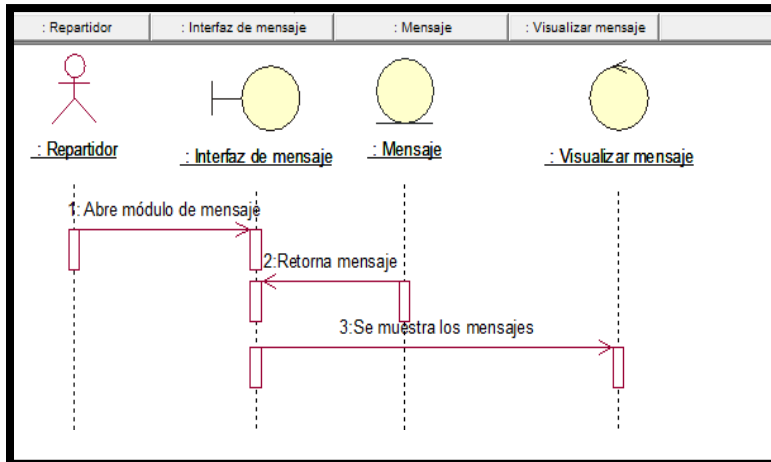 : Repartidor
: Interfaz de mensaje
: Mensaje
: Visualizar mensaje
: Repartidor
: Interfaz de mensaje
: Mensaje
: Visualizar mensaje
1: Abre módulo de mensaje
2:Retorna mensaje
3:Se muestra los mensajes